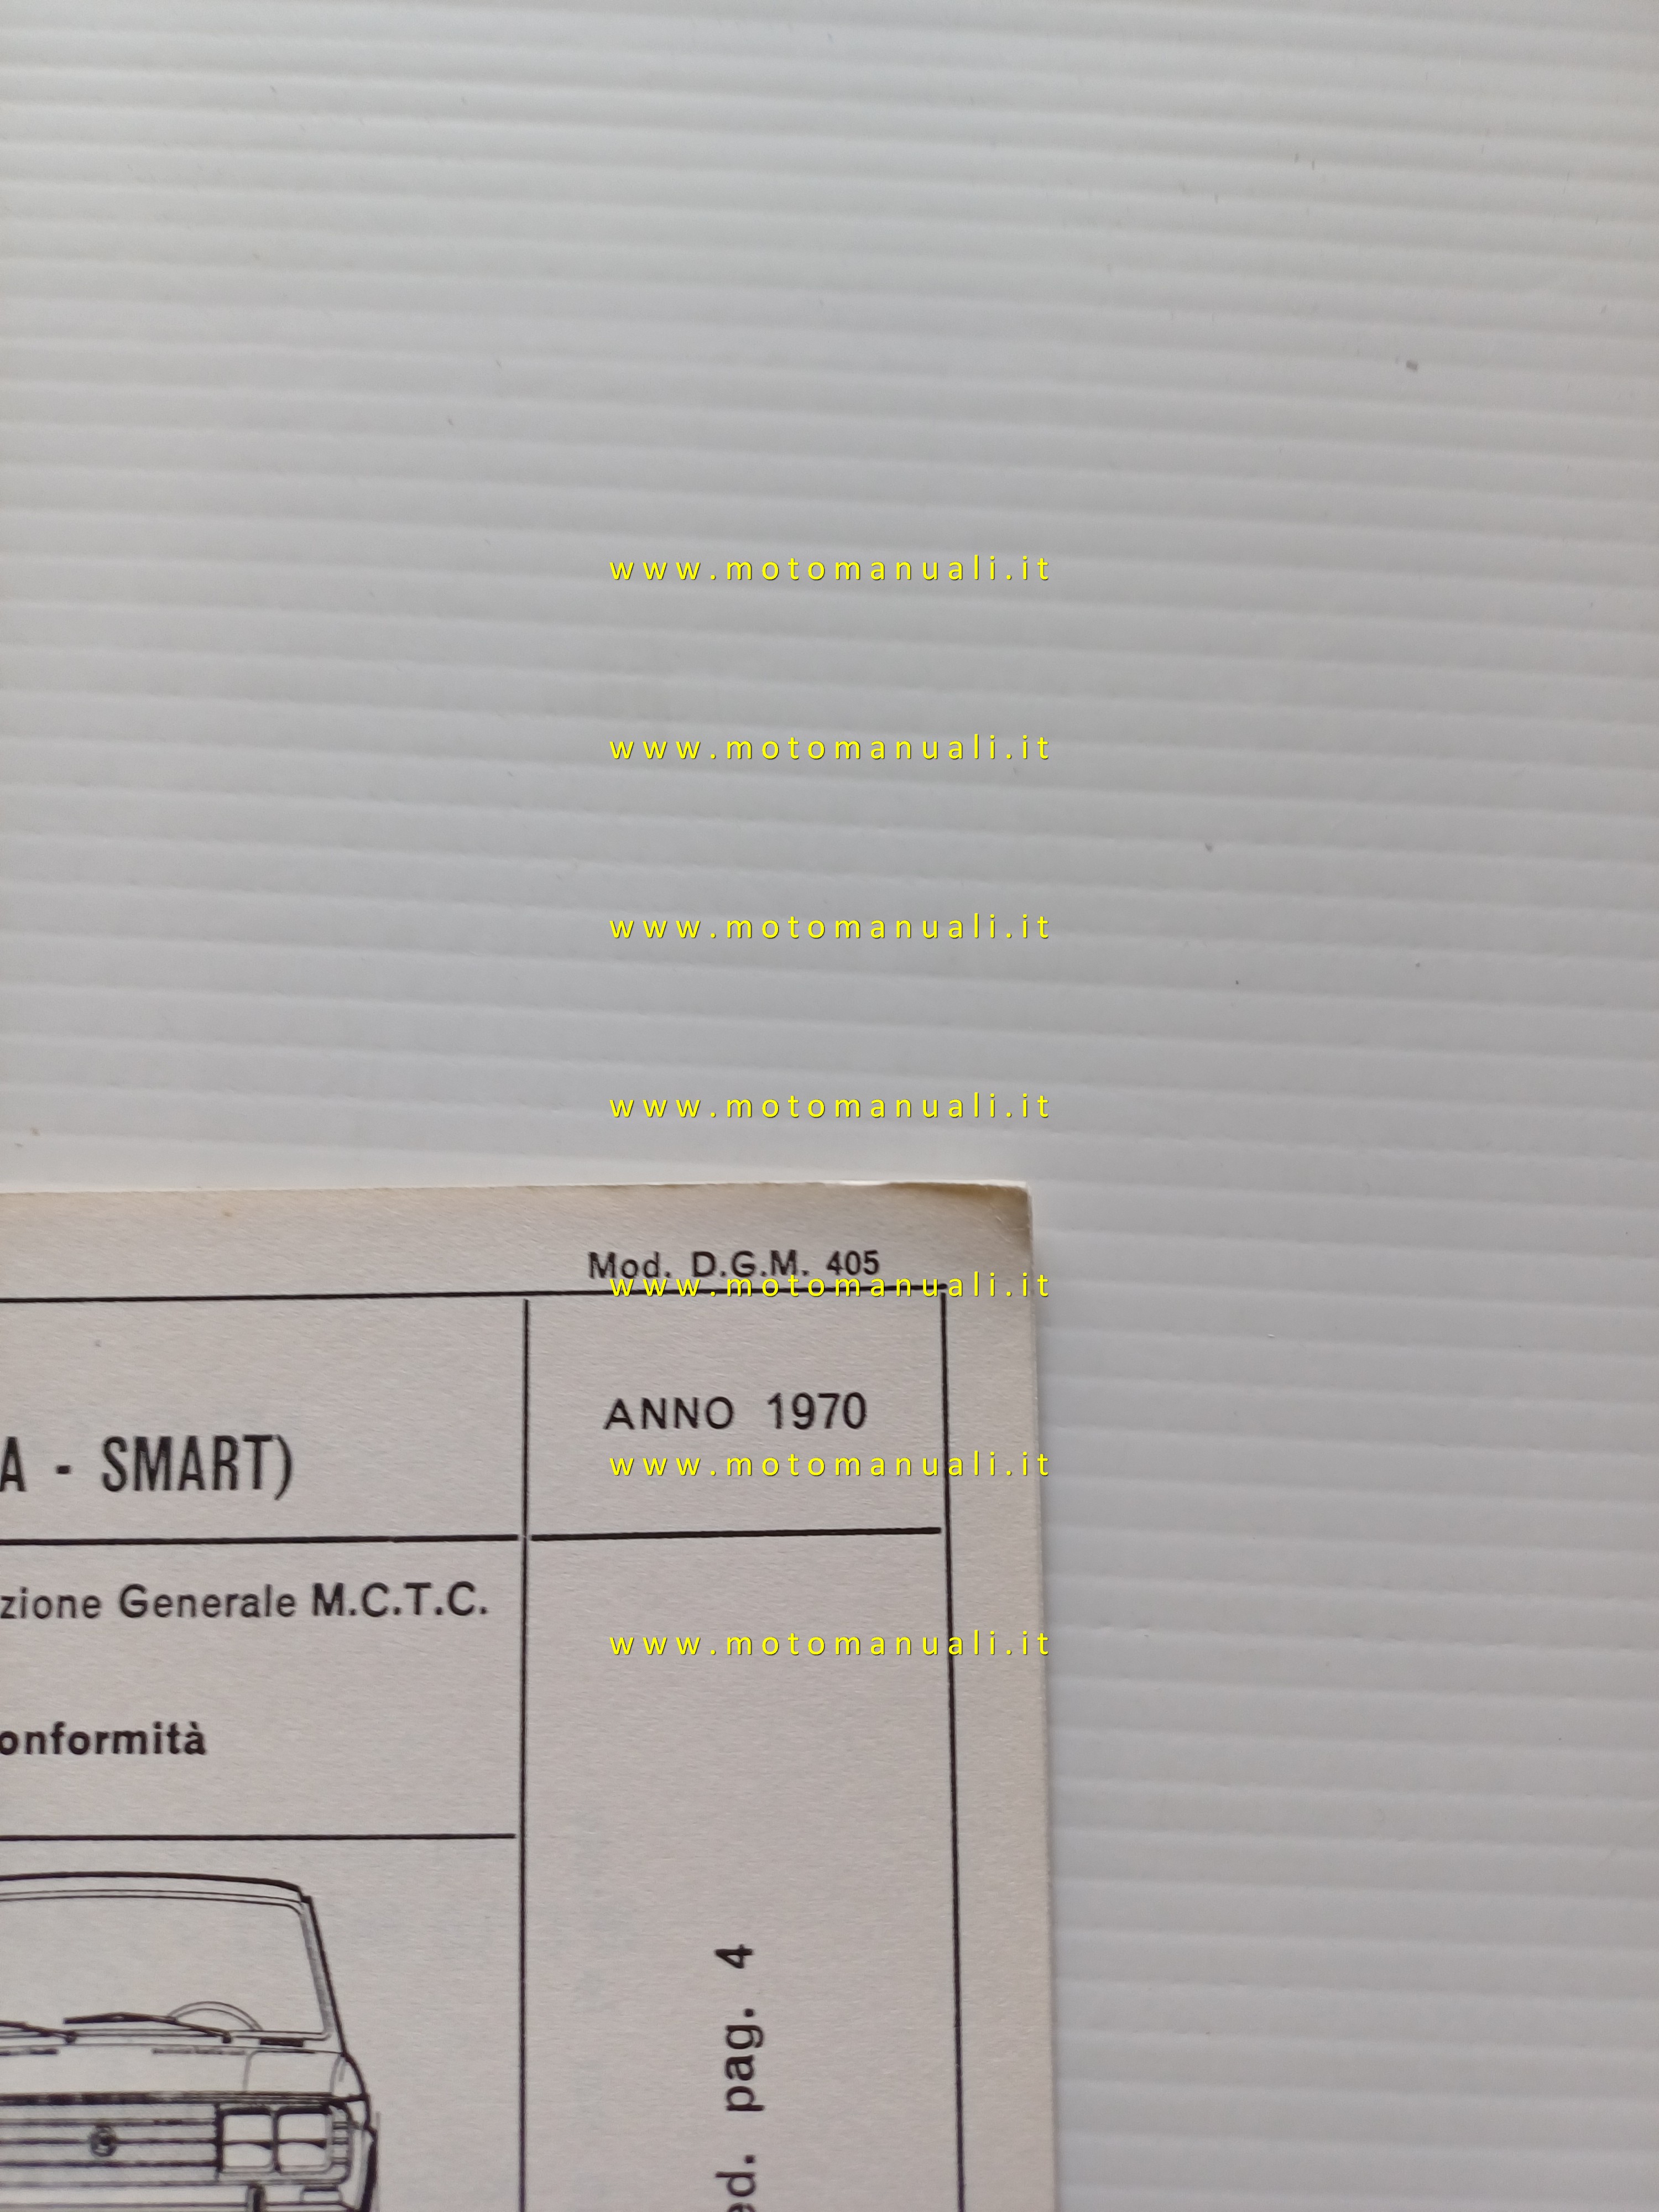 www.motomanuali.it
www.motomanuali.it
www.motomanuali.it
www.motomanuali.it
Mod. D.G.M. 405
www.motomanuali.it
ANNO 1970
A - SMART)
www.motomanuali.it
zione Generale M.C.T.C.
www.motomanuali.it
onformità
ed. pag. 4